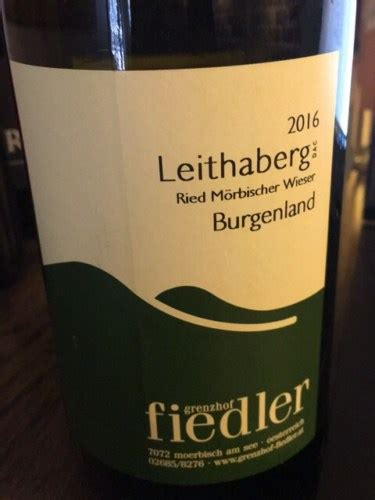 2016
Leithaberg DAC
Ried Mörbischer Wieser
Burgenland
grenzhof
fiedler
7072 moerbisch am see · oesterreich
02685/8276 · www.grenzhof-fiedler.at